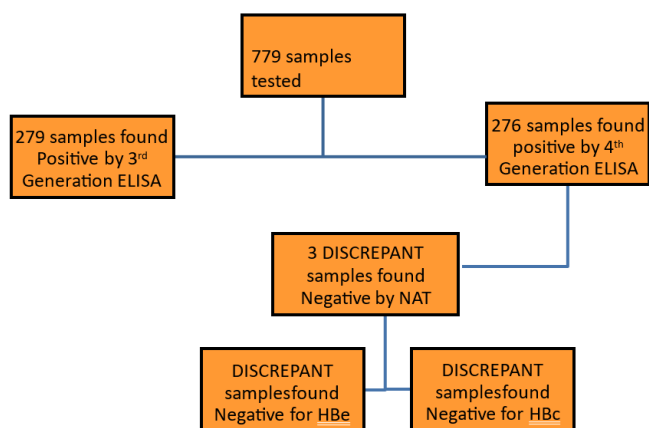 779 samples
tested
279 samples found
Positive by 3rd
Generation ELISA
276 samples found
positive by 4th
Generation ELISA
3 DISCREPANT
samples found
Negative by NAT
DISCREPANT
samplesfound
Negative for HBe
DISCREPANT
samplesfound
Negative for HBc